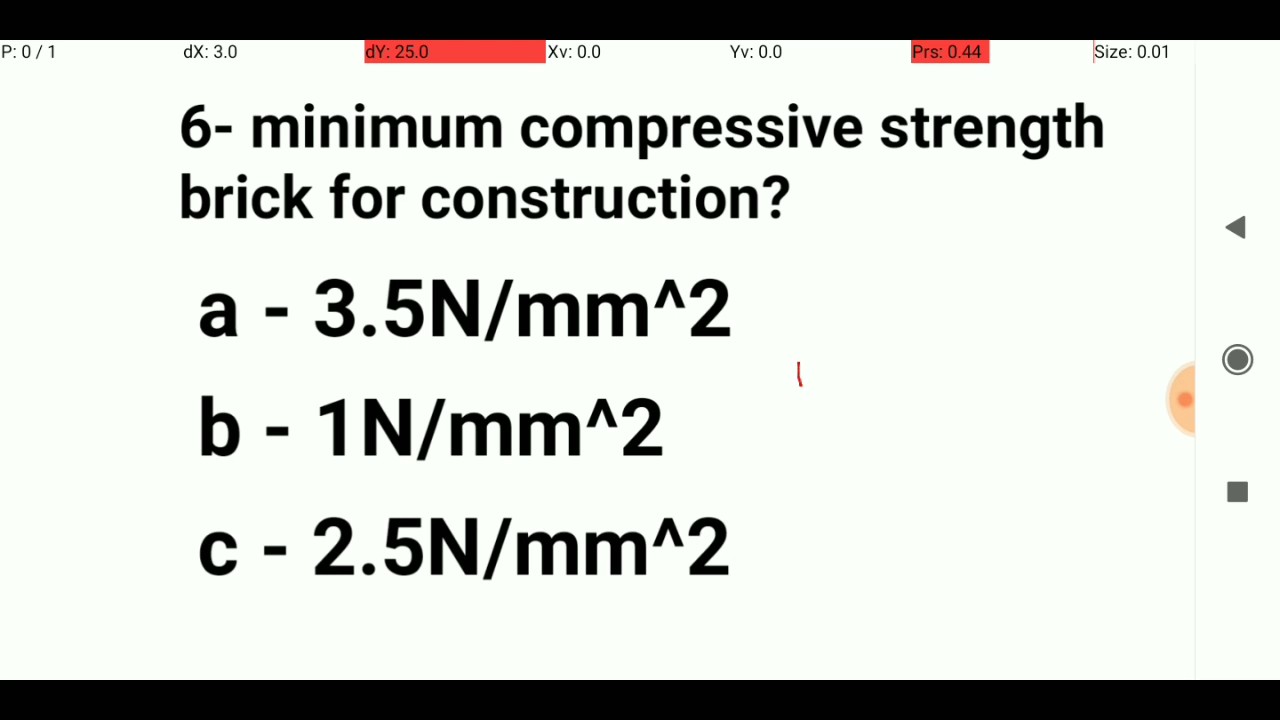 P: 0 / 1 dX: 3.0 dY: 25.0 Xv: 0.0 Yv: 0.0 Prs: 0.44 Size: 0.01
6- minimum compressive strength
brick for construction?
a - 3.5N/mm^2
b - 1N/mm^2
c - 2.5N/mm^2